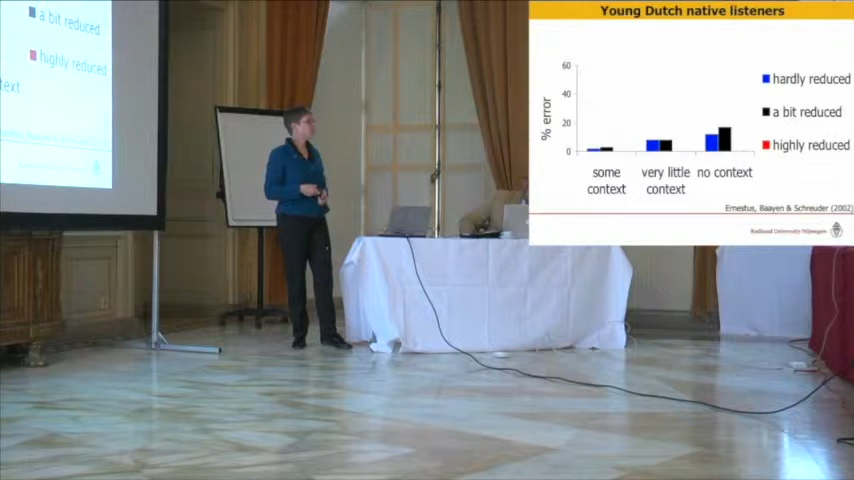 a bit reduced
highly reduced
text
Young Dutch native listeners
60
40
20
0
% error
hardly reduced
a bit reduced
highly reduced
some context
very little context
no context
Ernestus, Baayen & Schreuder (2002)
Radboud University Nijmegen